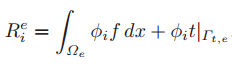 $R_i^e = \int_{\Omega_e} \phi_i f \, dx + \phi_i t|_{\Gamma_{t,e}}$